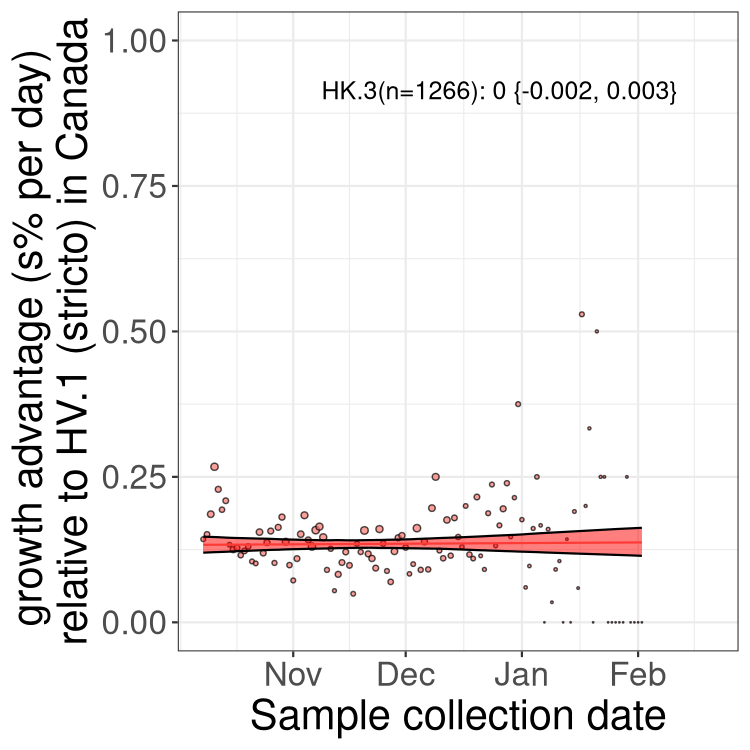 growth advantage (s% per day)
relative to HV.1 (stricto) in Canada
1.00
0.75
0.50
0.25
0.00
HK.3(n=1266): 0 {-0.002, 0.003}
Nov Dec Jan Feb
Sample collection date